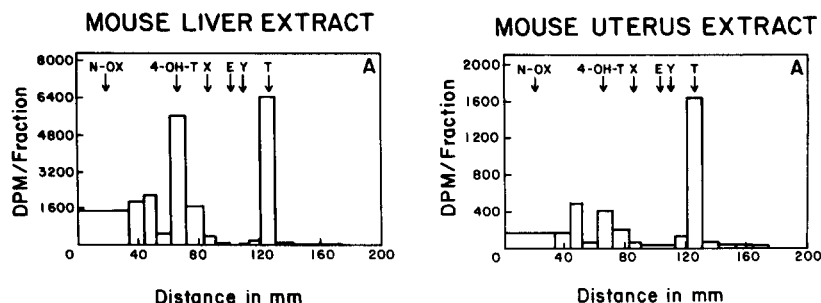 MOUSE LIVER EXTRACT
8000
6400
4800
3200
1600
0
DPM/Fraction
N-OX 4-OH-T X E Y T
A
0 40 80 120 160 200
Distance in mm
MOUSE UTERUS EXTRACT
2000
1600
1200
800
400
0
DPM/Fraction
N-OX 4-OH-T X E Y T
A
0 40 80 120 160 200
Distance in mm